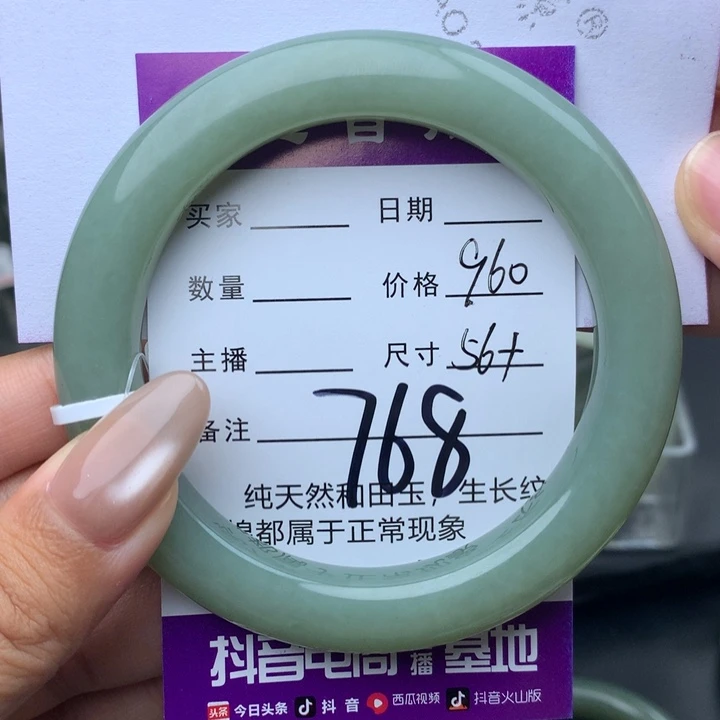 买家 日期
数量 价格 960
主播 尺寸 56+
备注 768
纯天然和田玉，生长纹
都属于正常现象
抖音电商 播 基地
头条 今日头条 抖音 西瓜视频 抖音火山版